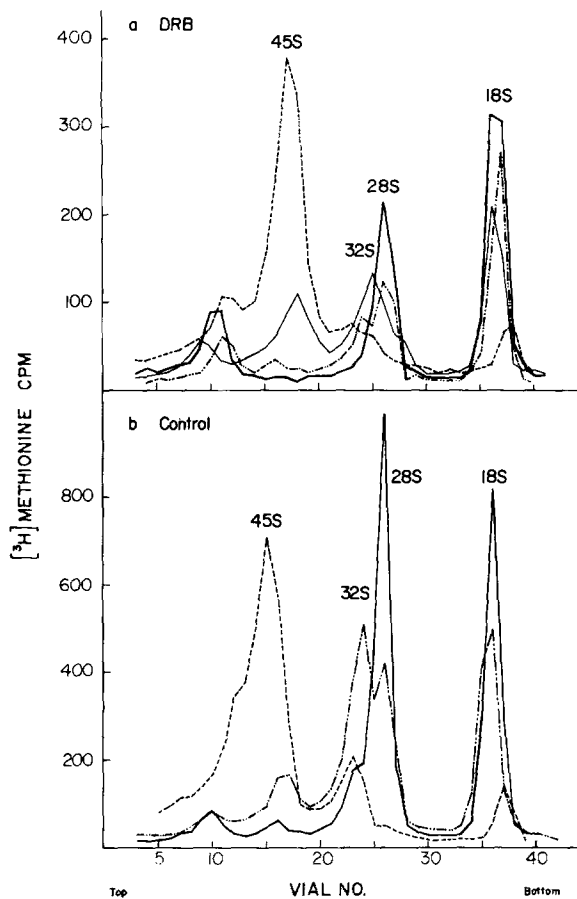 a DRB
400
300
200
100
45S
32S
28S
18S
b Control
800
600
400
200
45S
32S
28S
18S
[³H] METHIONINE CPM
5 10 20 30 40
Top VIAL NO. Bottom